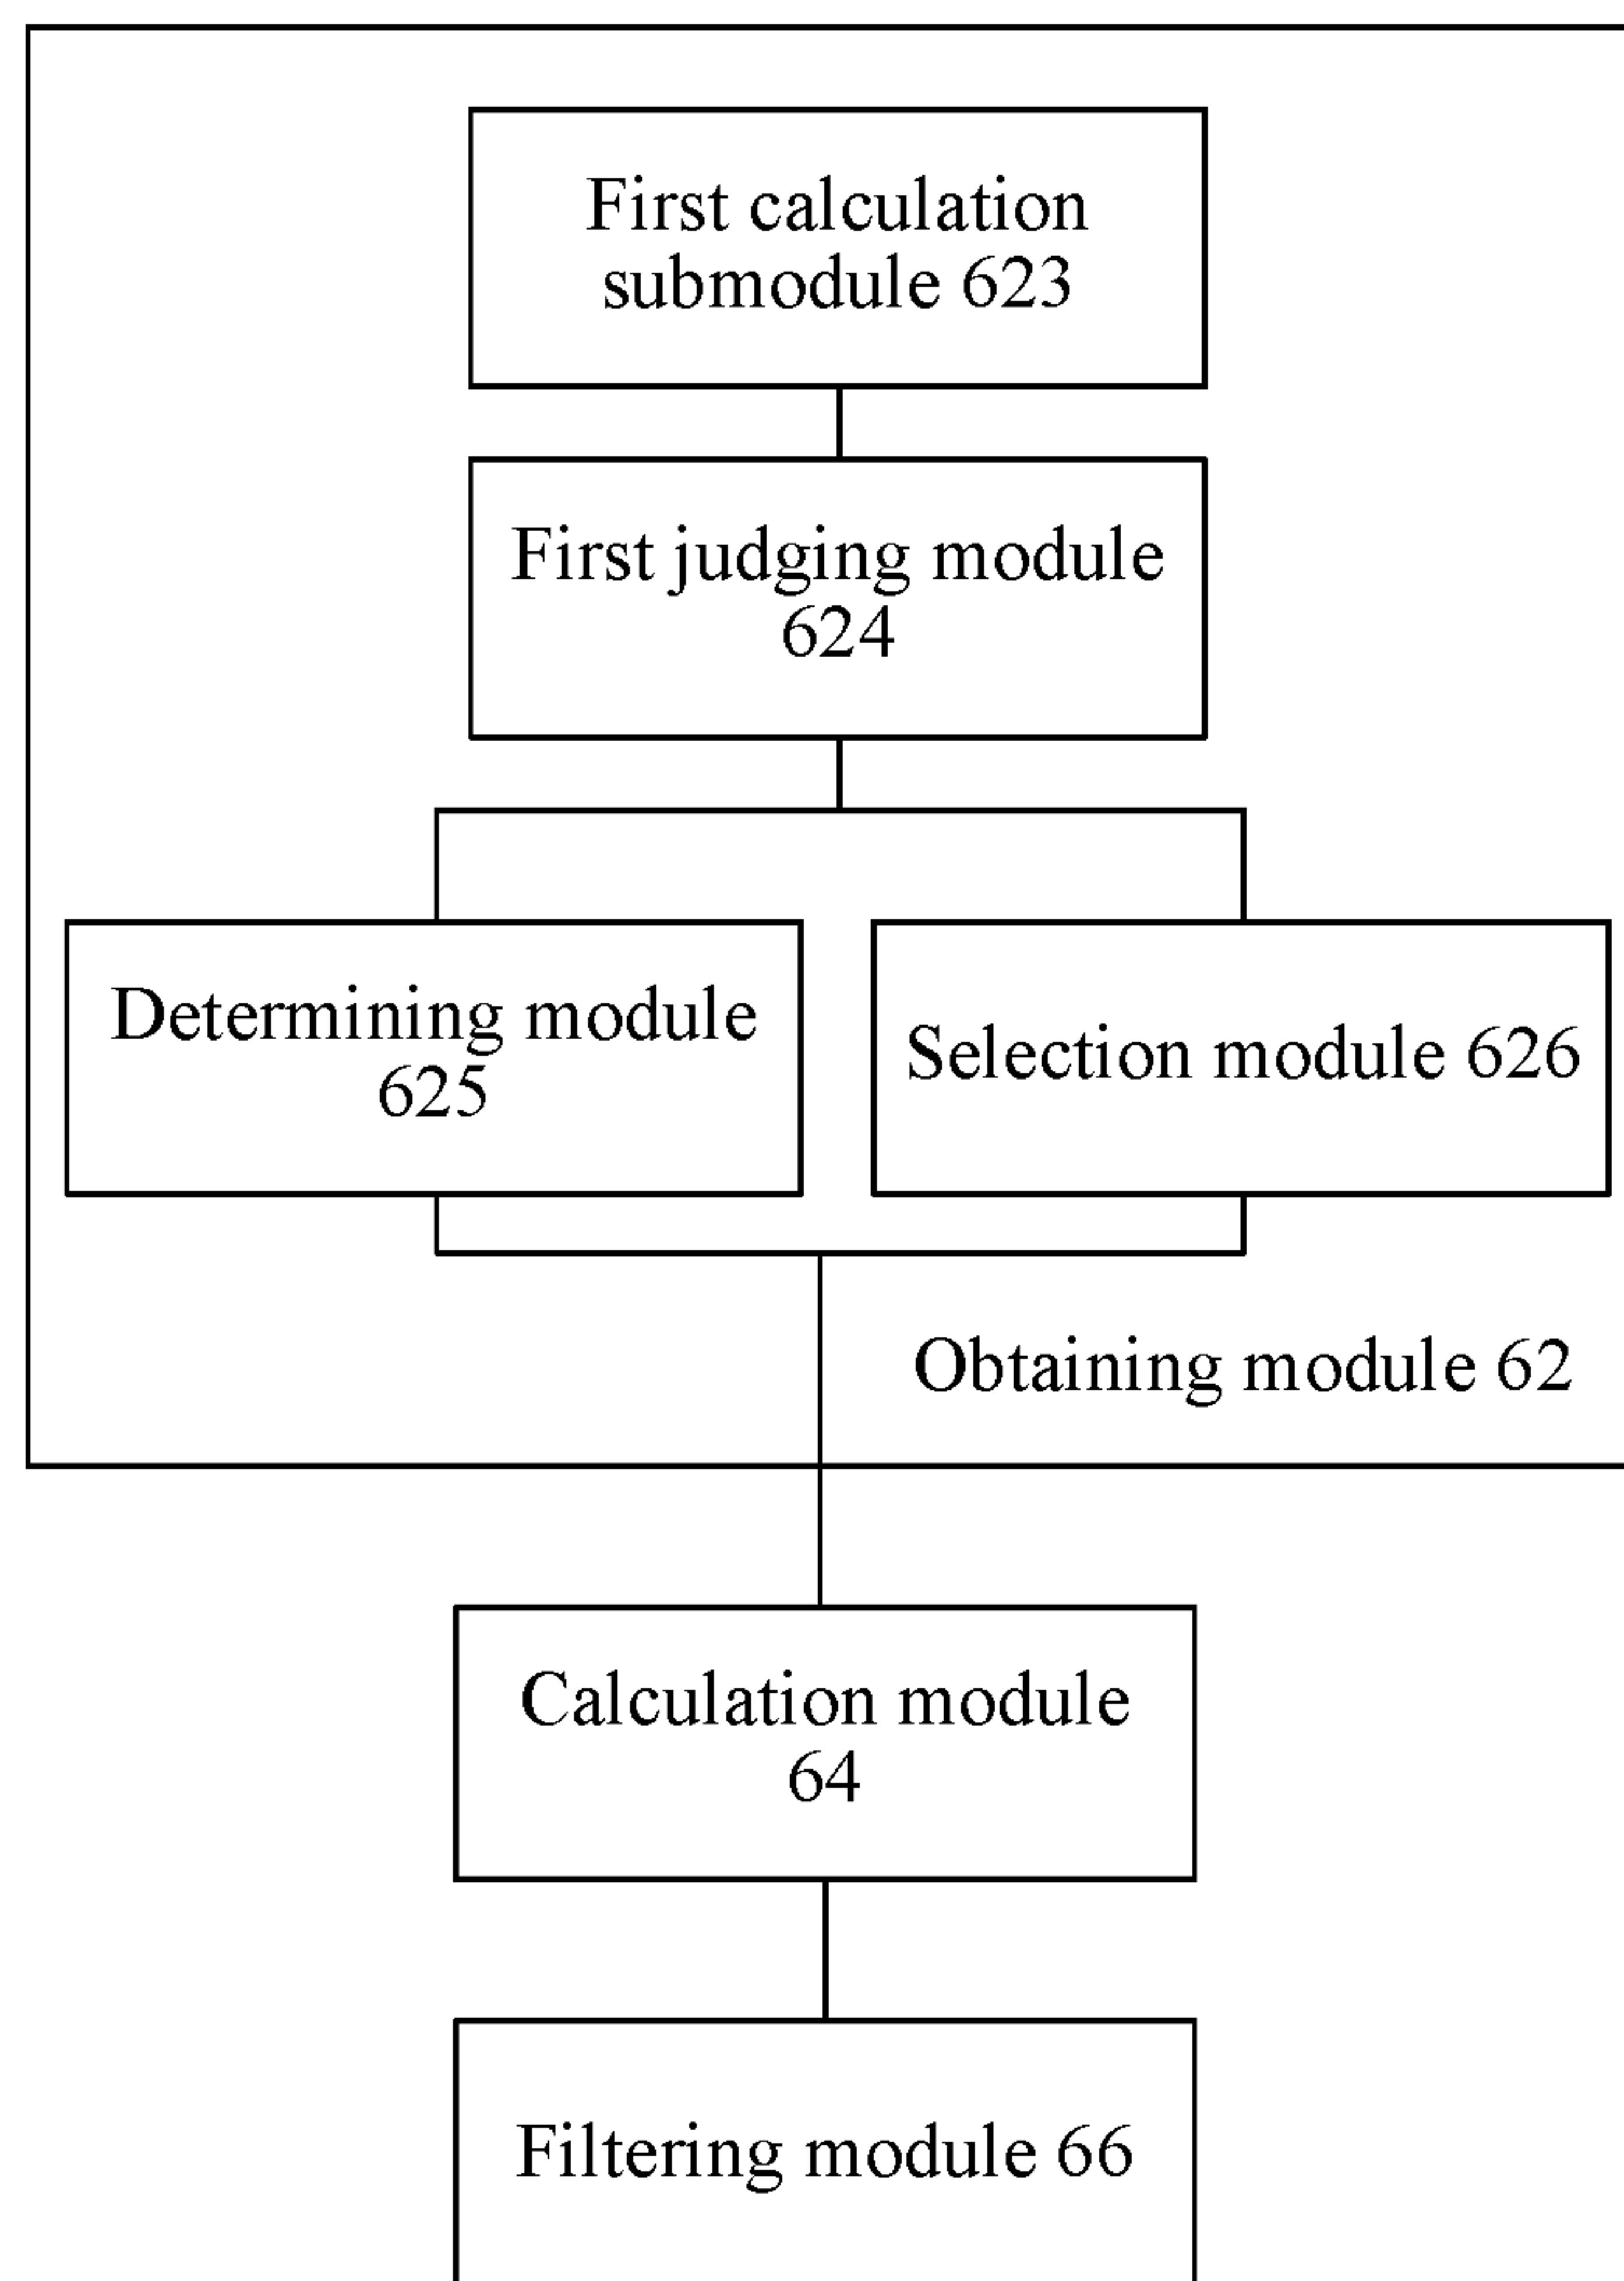 First calculation
submodule 623
First judging module
624
Determining module
625
Selection module 626
Obtaining module 62
Calculation module
64
Filtering module 66